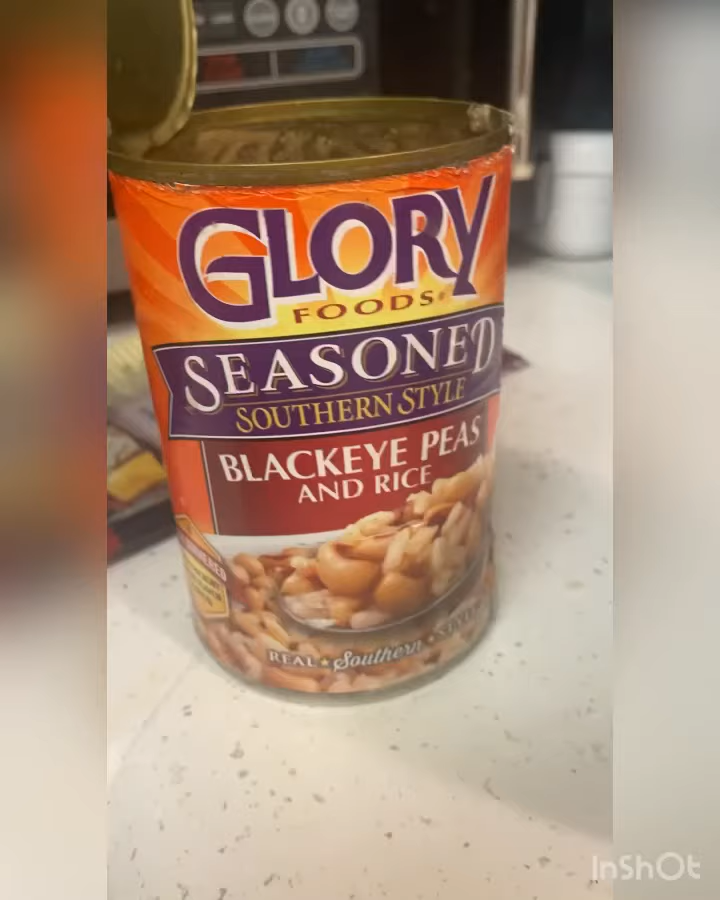 GLORY
FOODS®
SEASONED
SOUTHERN STYLE
BLACKEYE PEAS
AND RICE
REAL ★ Southern ★ STYLE
InShOt